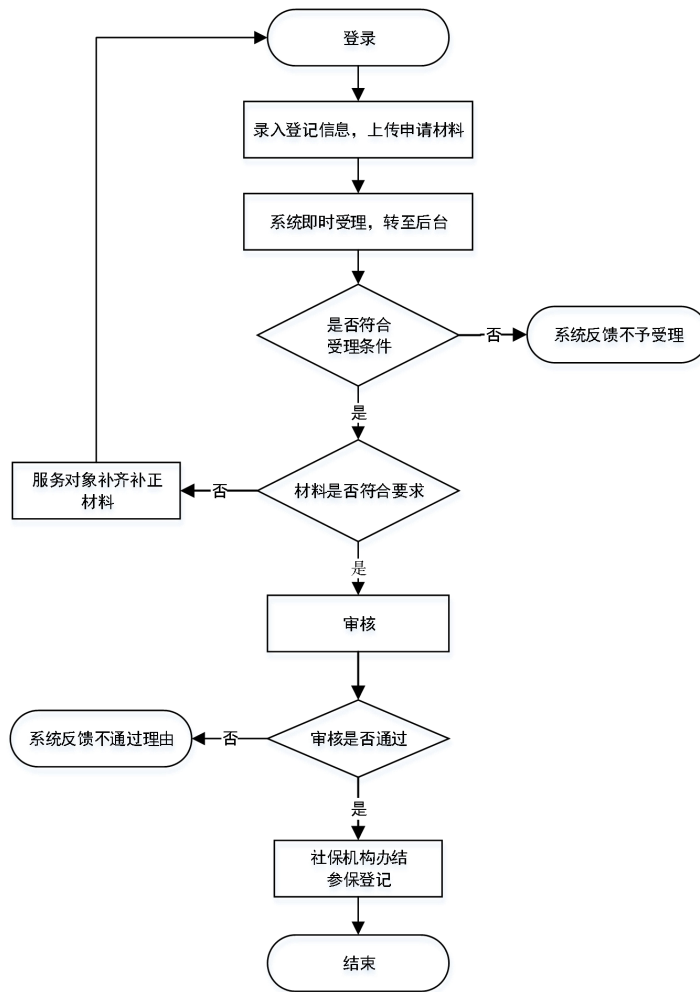 登录
录入登记信息，上传申请材料
系统即时受理，转至后台
是否符合
受理条件
否
系统反馈不予受理
是
服务对象补齐补正
材料
否
材料是否符合要求
是
审核
系统反馈不通过理由
否
审核是否通过
是
社保机构办结
参保登记
结束